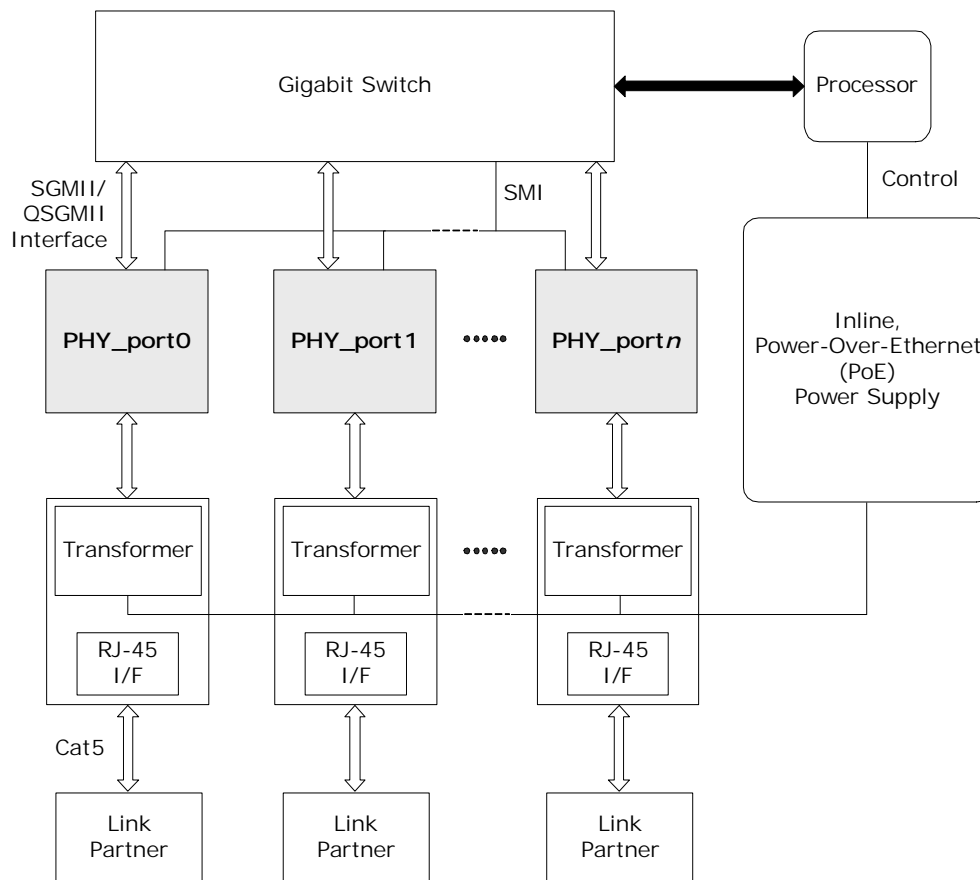 Gigabit Switch
Processor
SGMII/
QSGMII
Interface
SMI
Control
PHY_port0
PHY_port1
PHY_portn
Inline,
Power-Over-Ethernet
(PoE)
Power Supply
Transformer
Transformer
Transformer
RJ-45
I/F
RJ-45
I/F
RJ-45
I/F
Cat5
Link
Partner
Link
Partner
Link
Partner